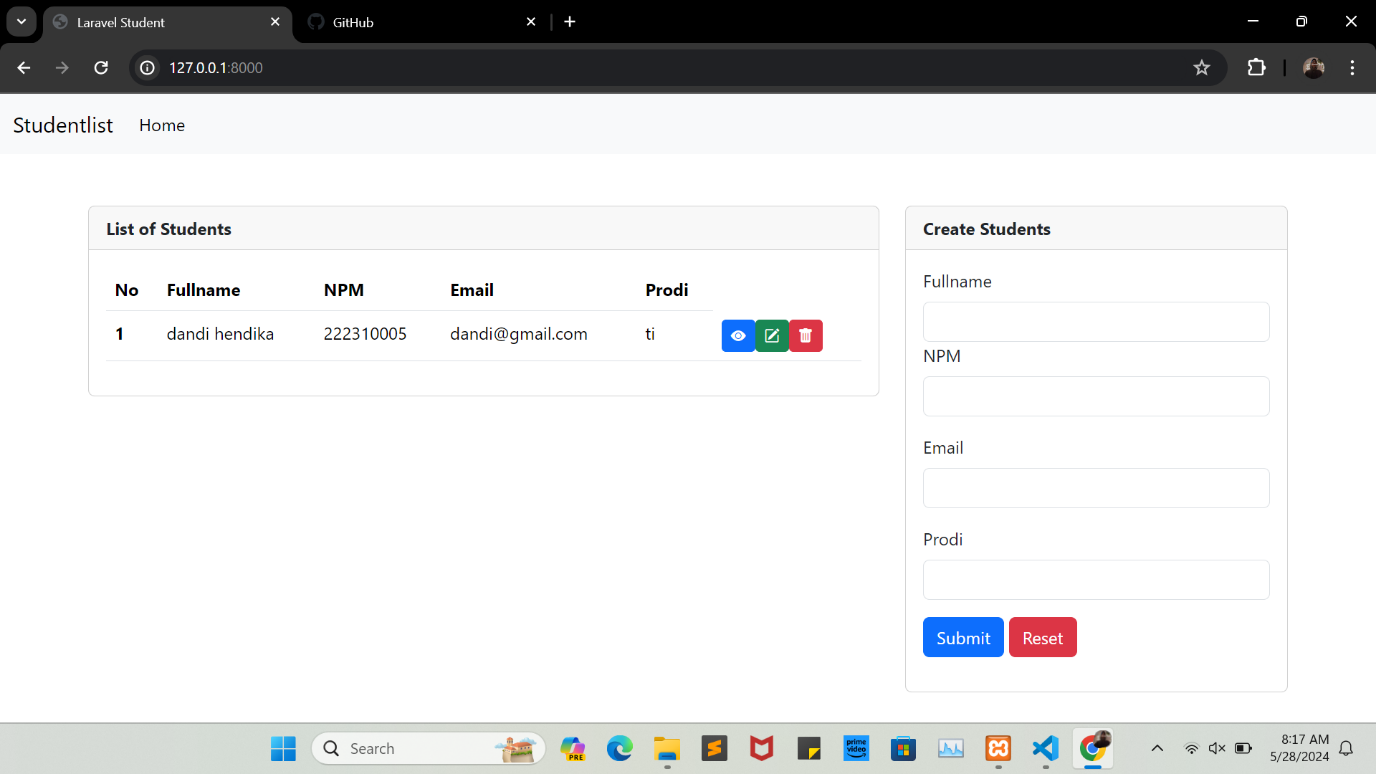 Laravel Student
GitHub
127.0.0.1:8000
Studentlist Home
List of Students
No Fullname NPM Email Prodi
1 dandi hendika 222310005 dandi@gmail.com ti
Create Students
Fullname
NPM
Email
Prodi
Submit Reset
Search
PRE
prime video
8:17 AM
5/28/2024